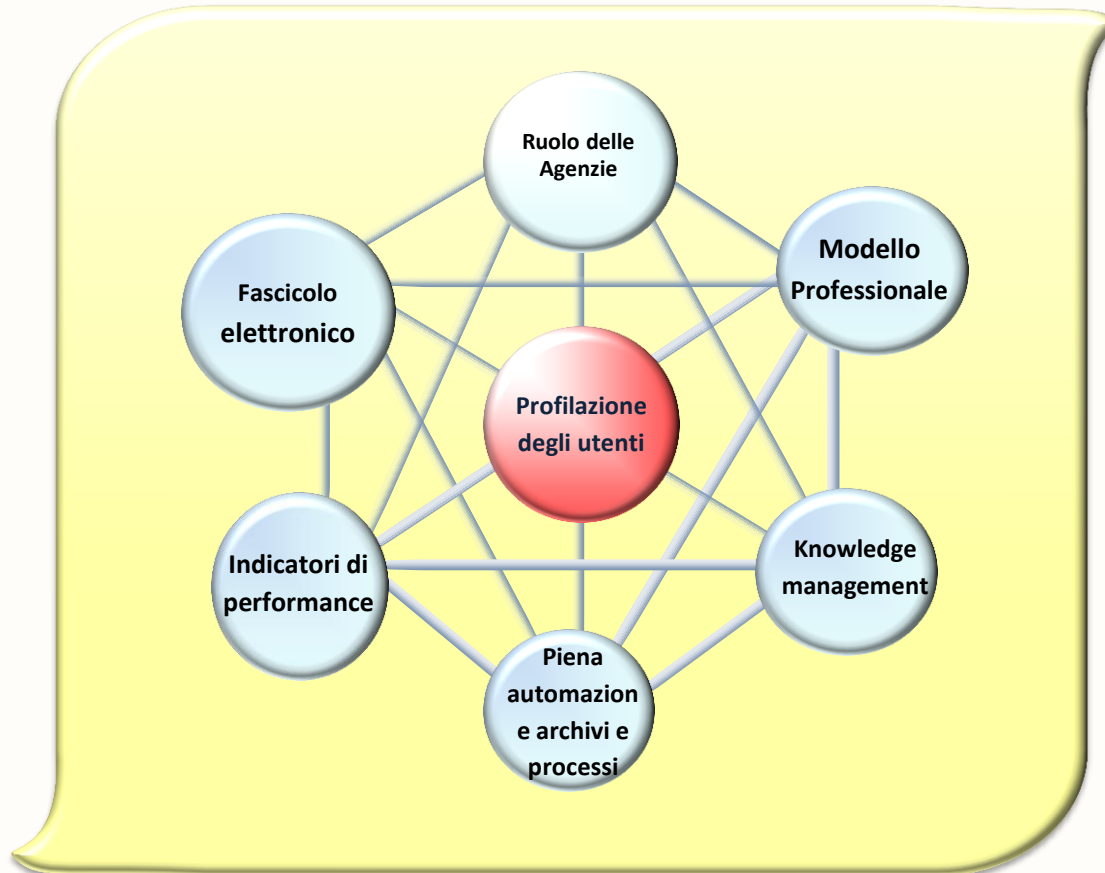 Ruolo delle
Agenzie
Modello
Professionale
Fascicolo
elettronico
Profilazione
degli utenti
Knowledge
management
Indicatori di
performance
Piena
automazion
e archivi e
processi